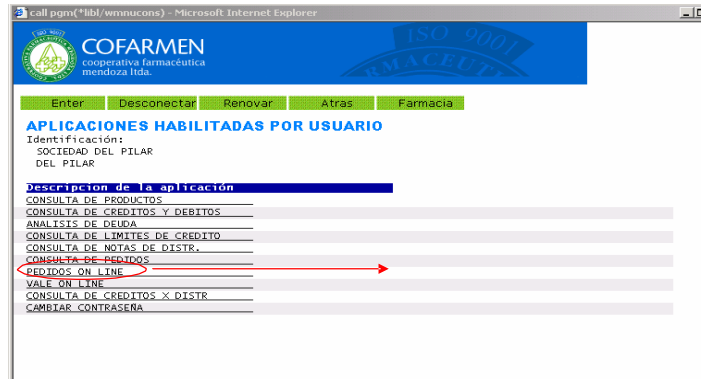 call pgm(*libl/wmnucons) - Microsoft Internet Explorer
COFARMEN
cooperativa farmacéutica
mendoza ltda.
ISO 9001
Enter Desconectar Renovar Atras Farmacia
APLICACIONES HABILITADAS POR USUARIO
Identificación:
SOCIEDAD DEL PILAR
DEL PILAR
Descripcion de la aplicación
CONSULTA DE PRODUCTOS
CONSULTA DE CREDITOS Y DEBITOS
ANALISIS DE DEUDA
CONSULTA DE LIMITES DE CREDITO
CONSULTA DE NOTAS DE DISTR.
CONSULTA DE PEDIDOS
PEDIDOS ON LINE
VALE ON LINE
CONSULTA DE CREDITOS X DISTR
CAMBIAR CONTRASEÑA